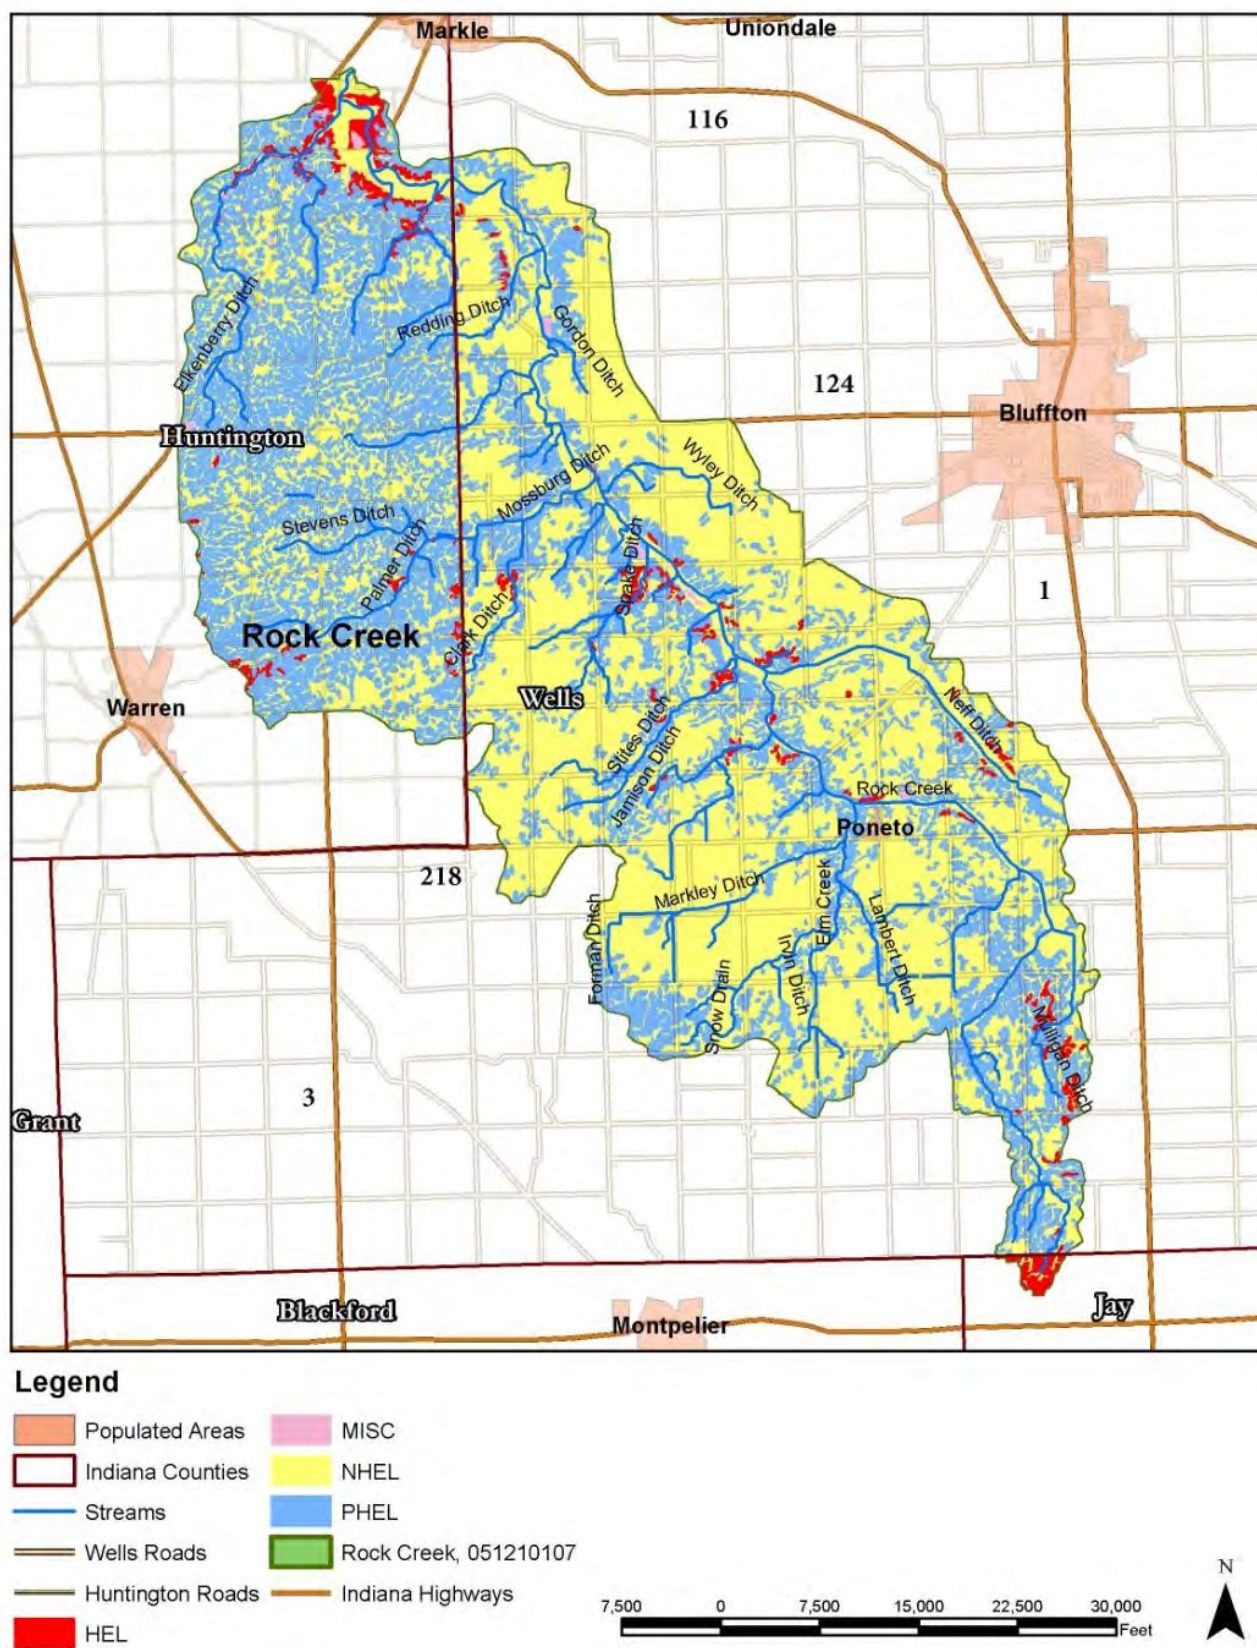 Markle
Uniondale
116
124
Bluffton
Elkenberry Ditch
Redding Ditch
Gordon Ditch
Huntington
Mossburg Ditch
Wyley Ditch
Stevens Ditch
Palmer Ditch
Snake Ditch
1
Clark Ditch
Rock Creek
Wells
Warren
Stites Ditch
Jamison Ditch
Neff Ditch
Rock Creek
Poneto
218
Markley Ditch
Elm Creek
Lambert Ditch
Forman Ditch
Irvin Ditch
Snow Drain
Mulligan Ditch
3
Grant
Blackford
Montpelier
Jay
Legend
Populated Areas
Indiana Counties
Streams
Wells Roads
Huntington Roads
HEL
MISC
NHEL
PHEL
Rock Creek, 051210107
Indiana Highways
7,500 0 7,500 15,000 22,500 30,000
Feet
N